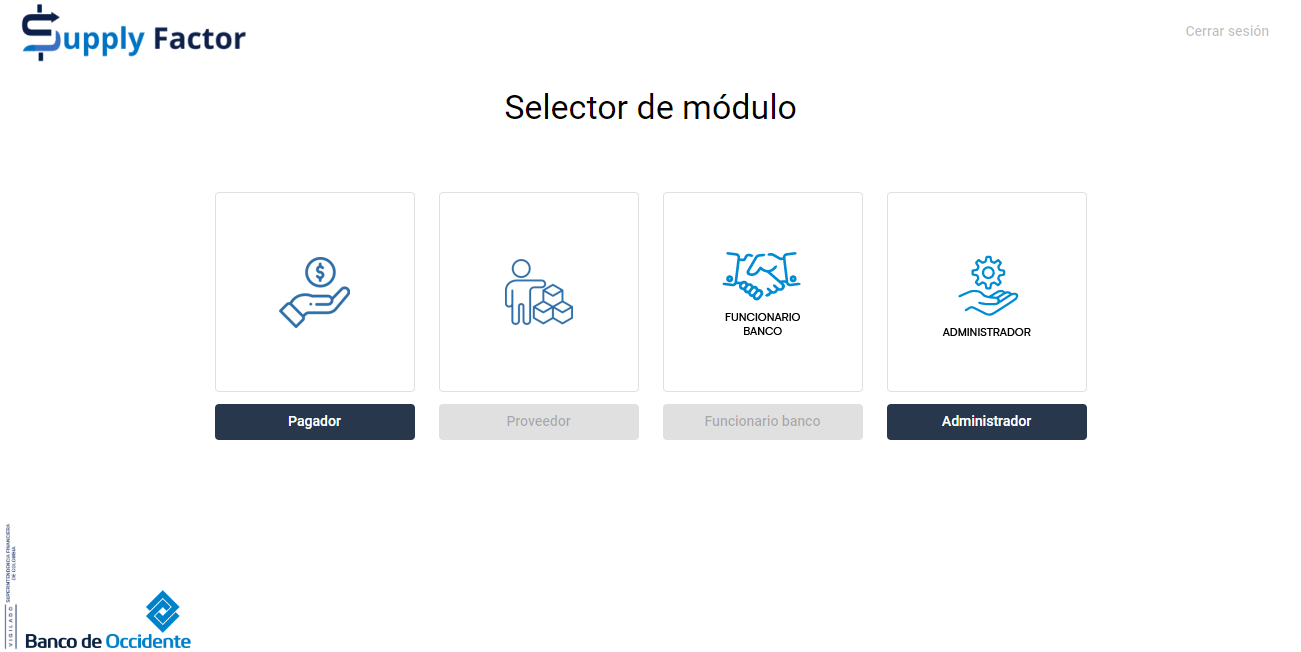 Supply Factor
Cerrar sesión
Selector de módulo
$
FUNCIONARIO
BANCO
ADMINISTRADOR
Pagador
Proveedor
Funcionario banco
Administrador
VIGILADO SUPERINTENDENCIA FINANCIERA
DE COLOMBIA
Banco de Occidente